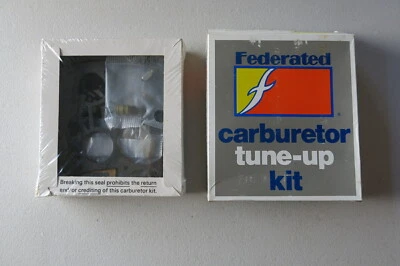 Breaking this seal prohibits the return
or crediting of this carburetor kit.
Federated
f
®
carburetor
tune-up
kit